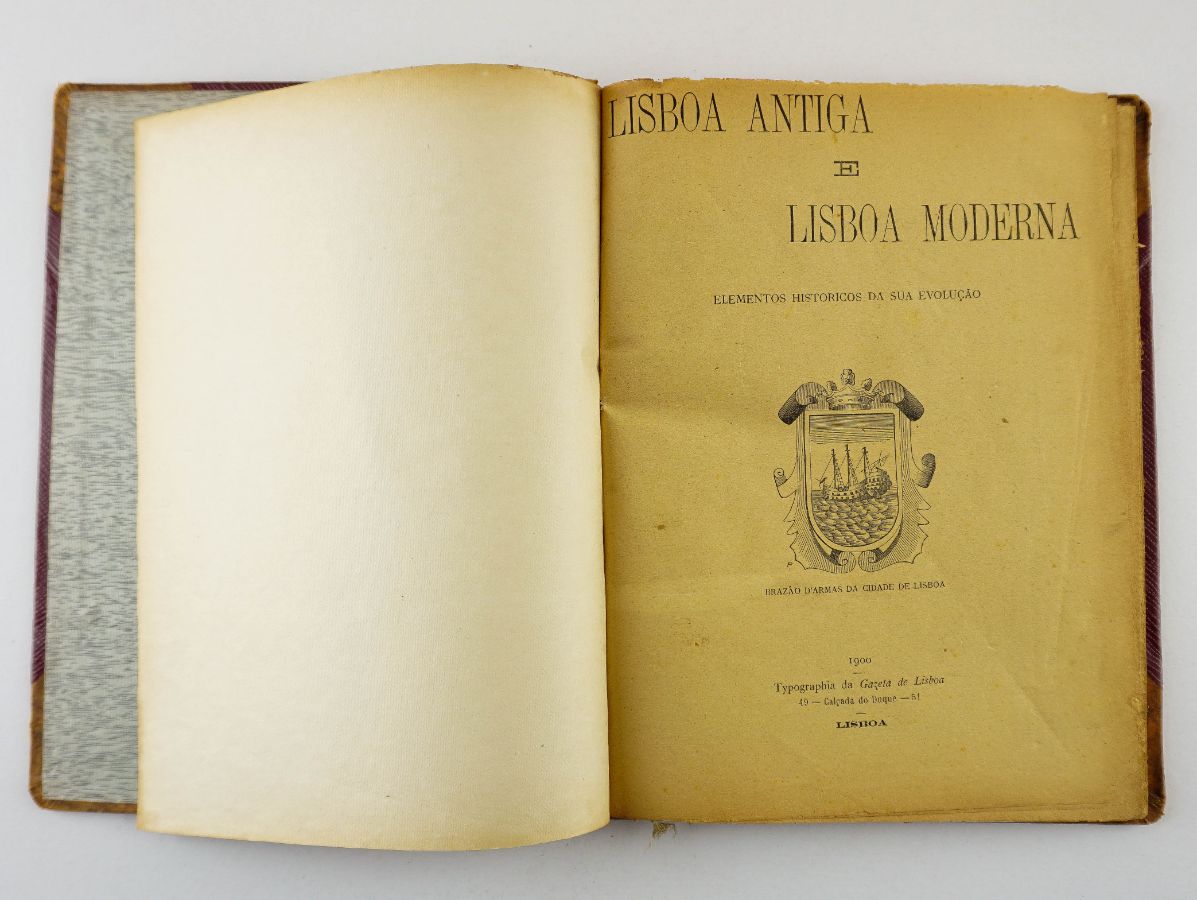 LISBOA ANTIGA
E
LISBOA MODERNA
ELEMENTOS HISTORICOS DA SUA EVOLUÇÃO
BRAZÃO D'ARMAS DA CIDADE DE LISBOA
1900
Typographia da Gazeta de Lisboa
49 — Calçada do Duque — 51
LISBOA